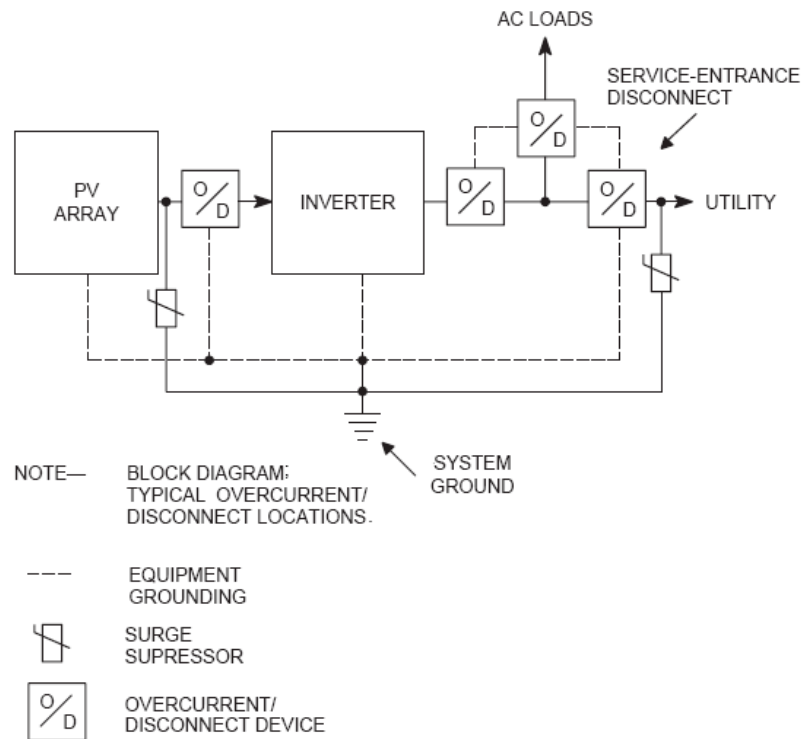 AC LOADS
SERVICE-ENTRANCE
DISCONNECT
PV
ARRAY
O/D
INVERTER
O/D
O/D
O/D
UTILITY
SYSTEM
GROUND
NOTE— BLOCK DIAGRAM;
TYPICAL OVERCURRENT/
DISCONNECT LOCATIONS.
EQUIPMENT
GROUNDING
SURGE
SUPRESSOR
O/D
OVERCURRENT/
DISCONNECT DEVICE